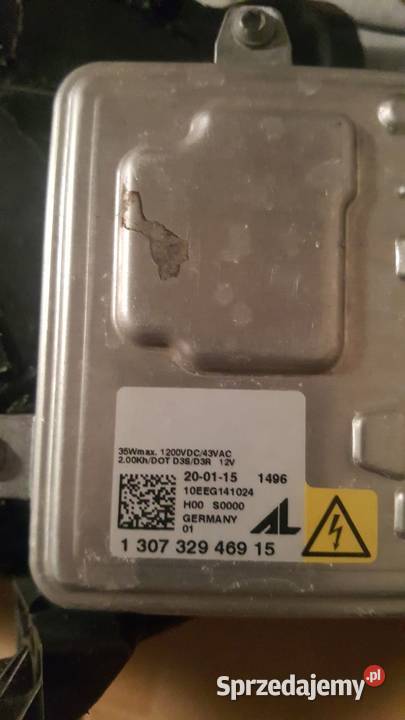 35Wmax. 1200VDC/43VAC
2.00Kh/DOT D3S/D3R 12V
20-01-15 1496
10EEG141024
H00 S0000
GERMANY
01
AL
1 307 329 469 15
Sprzedajemy.pl